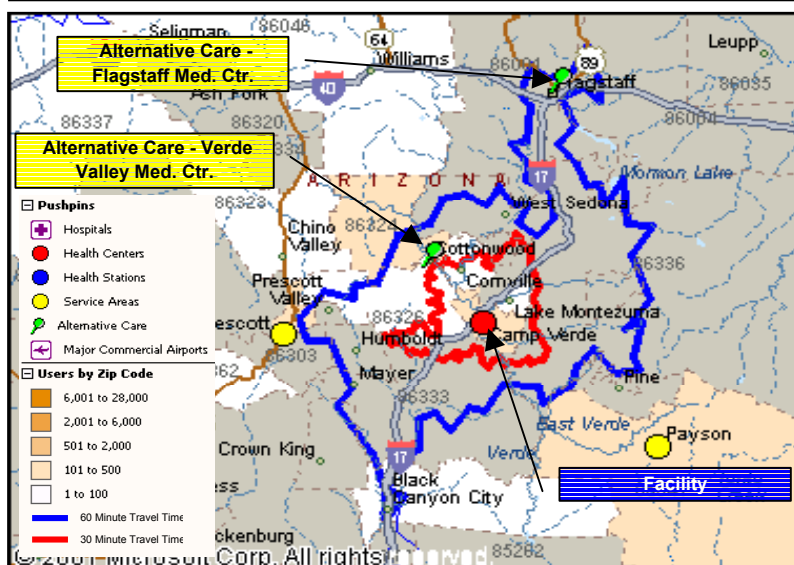 Seligman
86046
64
Alternative Care -
Flagstaff Med. Ctr.
Williams
Leupp
89
Flagstaff
86035
40
Ash Fork
86337
86320
86004
Alternative Care - Verde
Valley Med. Ctr.
ARIZONA
17
Mormon Lake
West Sedona
Pushpins
Hospitals
Health Centers
Health Stations
Service Areas
Alternative Care
Major Commercial Airports
86323
Chino
Valley
86324
Cottonwood
Cornville
86336
Prescott
Valley
86326
Lake Montezuma
Camp Verde
escott
86303
Humboldt
Mayer
Pine
86333
East Verde
Payson
Verde
Users by Zip Code
6,001 to 28,000
2,001 to 6,000
501 to 2,000
101 to 500
1 to 100
60 Minute Travel Time
30 Minute Travel Time
362
Crown King
ess
17
Black
Canyon City
Facility
ckenburg
85262
© 2001 Microsoft Corp. All rights reserved.